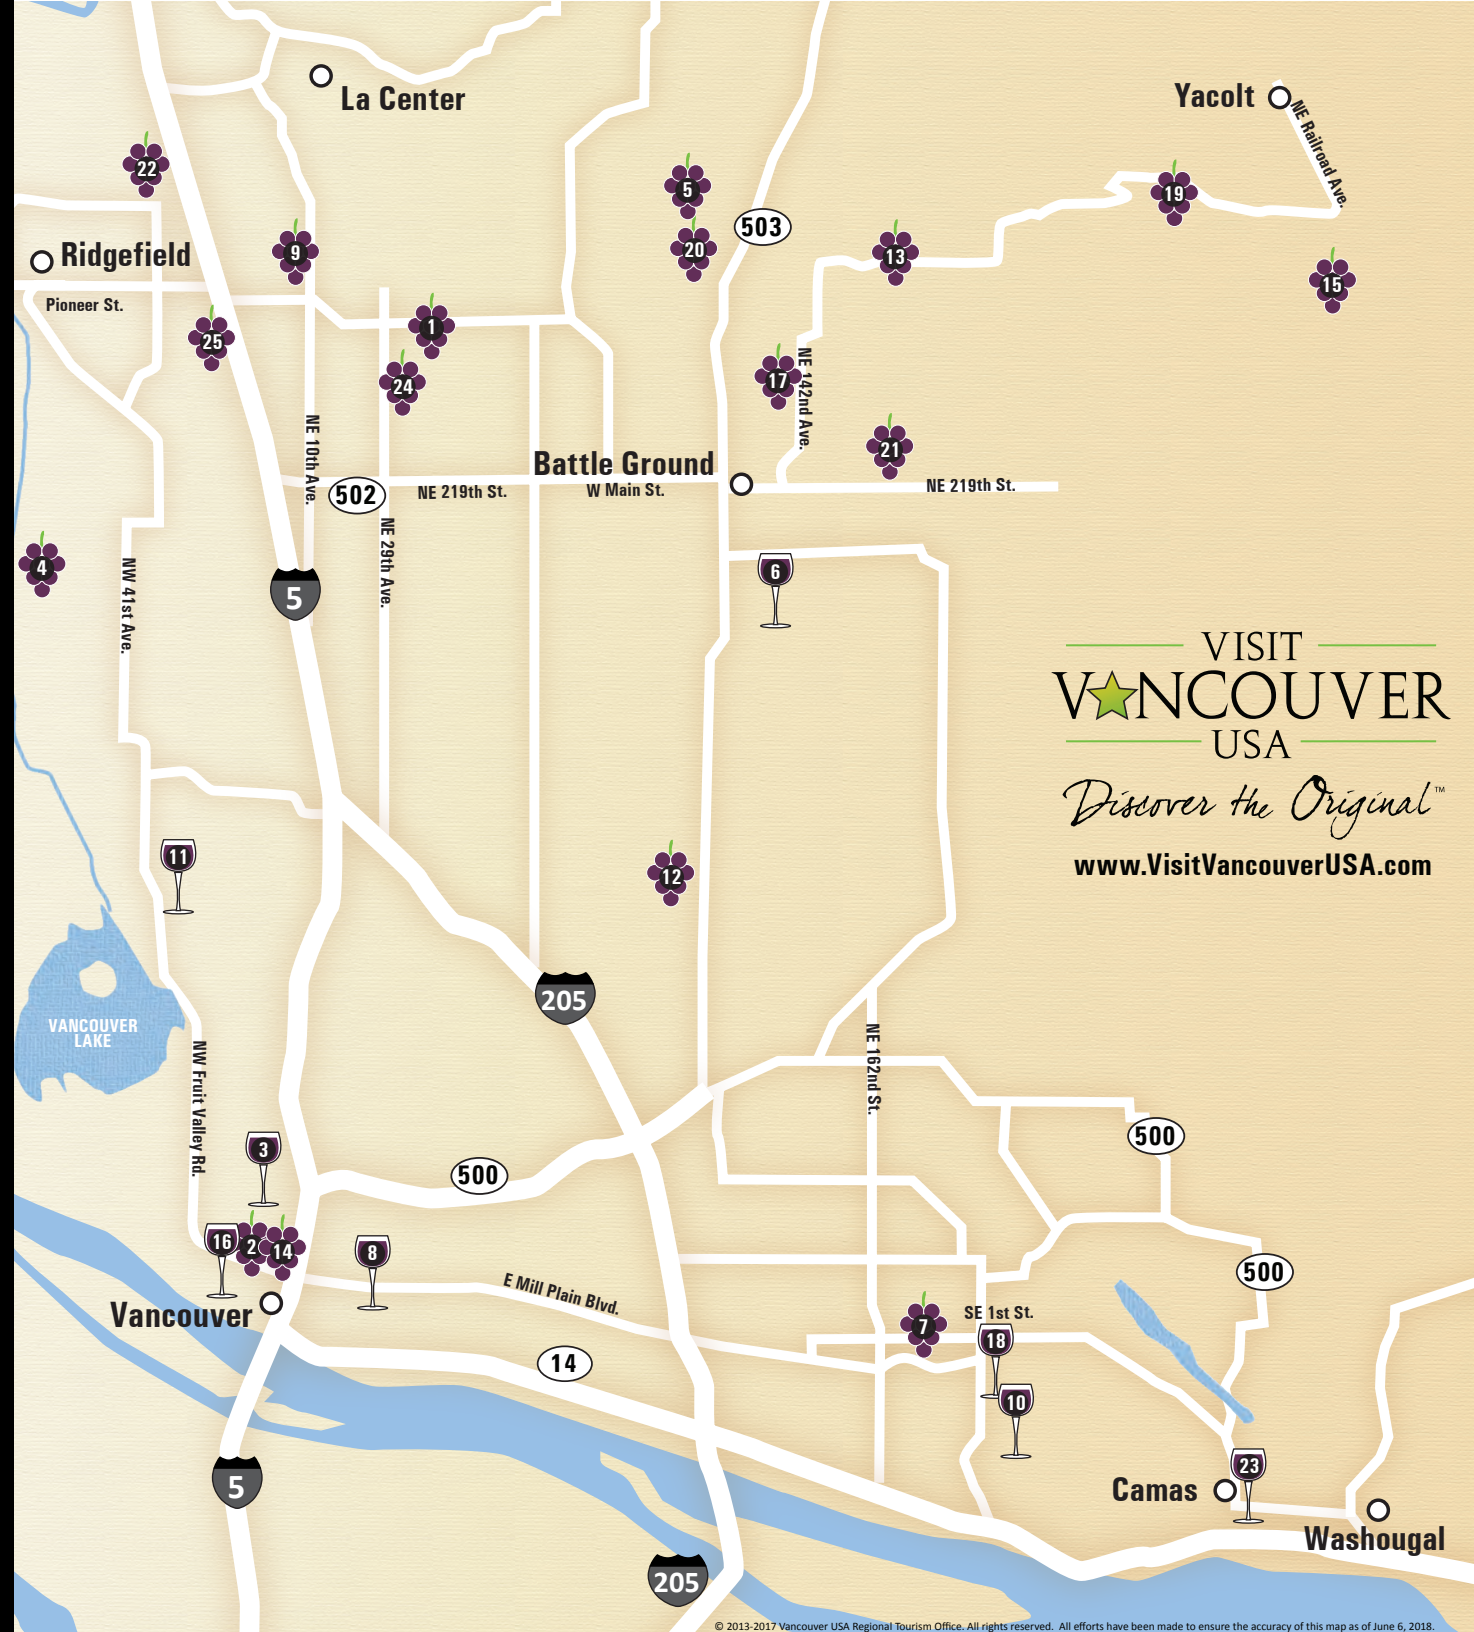 La Center
Yacolt
NE Railroad Ave.
22
5
19
503
20
9
13
Ridgefield
15
Pioneer St.
1
25
24
17
NE 142nd Ave.
21
NE 10th Ave.
Battle Ground
502
NE 219th St.
W Main St.
NE 219th St.
NE 29th Ave.
4
NW 41st Ave.
5
6
VISIT
VANCOUVER
USA
Discover the Original™
www.VisitVancouverUSA.com
11
12
205
VANCOUVER
LAKE
NE 162nd St.
NW Fruit Valley Rd.
3
500
500
16
2
14
8
500
E Mill Plain Blvd.
Vancouver
SE 1st St.
7
18
14
10
5
23
Camas
Washougal
205
© 2013-2017 Vancouver USA Regional Tourism Office. All rights reserved. All efforts have been made to ensure the accuracy of this map as of June 6, 2018.